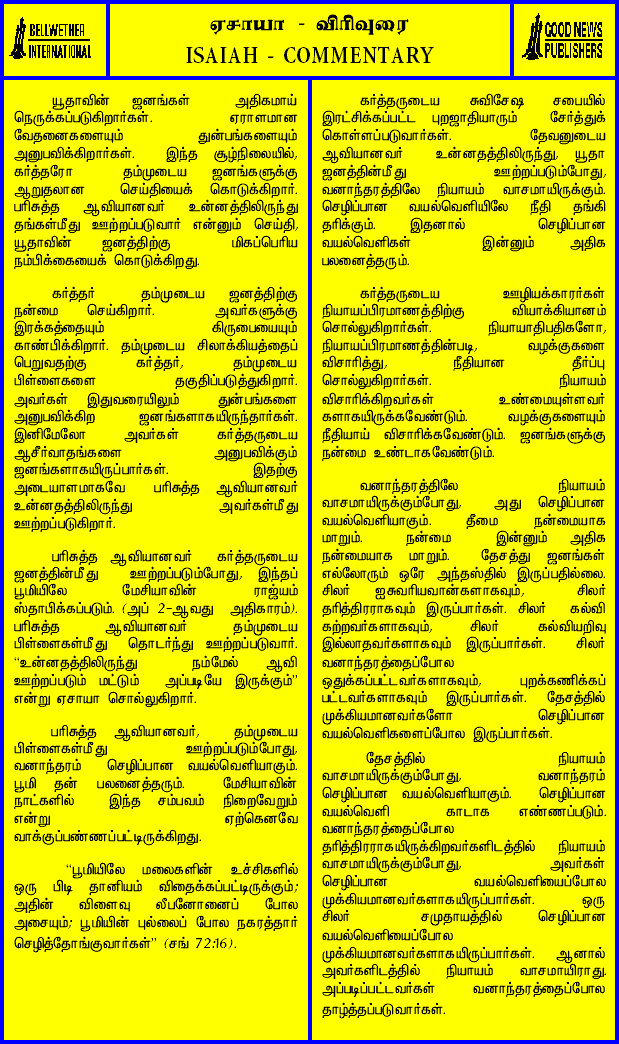 BELLWETHER
INTERNATIONAL
ஏசாயா - விரிவுரை
ISAIAH - COMMENTARY
GOOD NEWS
PUBLISHERS
யூதாவின் ஜனங்கள் அதிகமாய்
நெருக்கப்படுகிறார்கள். ஏராளமான
வேதனைகளையும் துன்பங்களையும்
அனுபவிக்கிறார்கள். இந்த சூழ்நிலையில்,
கர்த்தரோ தம்முடைய ஜனங்களுக்கு
ஆறுதலான செய்தியைக் கொடுக்கிறார்.
பரிசுத்த ஆவியானவர் உன்னத்திலிருந்து
தங்கள்மீது ஊற்றப்படுவார் என்னும் செய்தி,
யூதாவின் ஜனத்திற்கு மிகப்பெரிய
நம்பிக்கையைக் கொடுக்கிறது.
கர்த்தர் தம்முடைய ஜனத்திற்கு
நன்மை செய்கிறார். அவர்களுக்கு
இரக்கத்தையும் கிருபையையும்
காண்பிக்கிறார். தம்முடைய சிலாக்கியத்தைப்
பெறுவதற்கு கர்த்தர், தம்முடைய
பிள்ளைகளை தகுதிப்படுத்துகிறார்.
அவர்கள் இதுவரையிலும் துன்பங்களை
அனுபவிக்கிற ஜனங்களாகயிருந்தார்கள்.
இனிமேலோ அவர்கள் கர்த்தருடைய
ஆசீர்வாதங்களை அனுபவிக்கும்
ஜனங்களாகயிருப்பார்கள். இதற்கு
அடையாளமாகவே பரிசுத்த ஆவியானவர்
உன்னதத்திலிருந்து அவர்கள்மீது
ஊற்றப்படுகிறார்.
பரிசுத்த ஆவியானவர் கர்த்தருடைய
ஜனத்தின்மீது ஊற்றப்படும்போது, இந்தப்
பூமியிலே மேசியாவின் ராஜ்யம்
ஸ்தாபிக்கப்படும். (அப் 2-ஆவது அதிகாரம்).
பரிசுத்த ஆவியானவர் தம்முடைய
பிள்ளைகள்மீது தொடர்ந்து ஊற்றப்படுவார்.
“உன்னதத்திலிருந்து நம்மேல் ஆவி
ஊற்றப்படும் மட்டும் அப்படியே இருக்கும்”
என்று ஏசாயா சொல்லுகிறார்.
பரிசுத்த ஆவியானவர், தம்முடைய
பிள்ளைகள்மீது ஊற்றப்படும்போது,
வனாந்தரம் செழிப்பான வயல்வெளியாகும்.
பூமி தன் பலனைத்தரும். மேசியாவின்
நாட்களில் இந்த சம்பவம் நிறைவேறும்
என்று ஏற்கெனவே
வாக்குப்பண்ணப்பட்டிருக்கிறது.
“பூமியிலே மலைகளின் உச்சிகளில்
ஒரு பிடி தானியம் விதைக்கப்பட்டிருக்கும்;
அதின் விளைவு லீபனோனைப் போல
அசையும்; பூமியின் புல்லைப் போல நகரத்தார்
செழித்தோங்குவார்கள்” (சங் 72:16).
கர்த்தருடைய சுவிசேஷ சபையில்
இரட்சிக்கப்பட்ட புறஜாதியாரும் சேர்த்துக்
கொள்ளப்படுவார்கள். தேவனுடைய
ஆவியானவர் உன்னதத்திலிருந்து, யூதா
ஜனத்தின்மீது ஊற்றப்படும்போது,
வனாந்தரத்திலே நியாயம் வாசமாயிருக்கும்.
செழிப்பான வயல்வெளியிலே நீதி தங்கி
தரிக்கும். இதனால் செழிப்பான
வயல்வெளிகள் இன்னும் அதிக
பலனைத்தரும்.
கர்த்தருடைய ஊழியக்காரர்கள்
நியாயப்பிரமாணத்திற்கு வியாக்கியானம்
சொல்லுகிறார்கள். நியாயாதிபதிகளோ,
நியாயப்பிரமாணத்தின்படி, வழக்குகளை
விசாரித்து, நீதியான தீர்ப்பு
சொல்லுகிறார்கள். நியாயம்
விசாரிக்கிறவர்கள் உண்மையுள்ளவர்
களாகயிருக்கவேண்டும். வழக்குகளையும்
நீதியாய் விசாரிக்கவேண்டும். ஜனங்களுக்கு
நன்மை உண்டாகவேண்டும்.
வனாந்தரத்திலே நியாயம்
வாசமாயிருக்கும்போது, அது செழிப்பான
வயல்வெளியாகும். தீமை நன்மையாக
மாறும். நன்மை இன்னும் அதிக
நன்மையாக மாறும். தேசத்து ஜனங்கள்
எல்லோரும் ஒரே அந்தஸ்தில் இருப்பதில்லை.
சிலர் ஐசுவரியவான்களாகவும், சிலர்
தரித்திரராகவும் இருப்பார்கள். சிலர் கல்வி
கற்றவர்களாகவும், சிலர் கல்வியறிவு
இல்லாதவர்களாகவும் இருப்பார்கள். சிலர்
வனாந்தரத்தைப்போல
ஒதுக்கப்பட்டவர்களாகவும், புறக்கணிக்கப்
பட்டவர்களாகவும் இருப்பார்கள். தேசத்தில்
முக்கியமானவர்களோ செழிப்பான
வயல்வெளிகளைப்போல இருப்பார்கள்.
தேசத்தில் நியாயம்
வாசமாயிருக்கும்போது, வனாந்தரம்
செழிப்பான வயல்வெளியாகும். செழிப்பான
வயல்வெளி காடாக எண்ணப்படும்.
வனாந்தரத்தைப்போல
தரித்திரராகயிருக்கிறவர்களிடத்தில் நியாயம்
வாசமாயிருக்கும்போது, அவர்கள்
செழிப்பான வயல்வெளியைப்போல
முக்கியமானவர்களாகயிருப்பார்கள். ஒரு
சிலர் சமுதாயத்தில் செழிப்பான
வயல்வெளியைப்போல
முக்கியமானவர்களாகயிருப்பார்கள். ஆனால்
அவர்களிடத்தில் நியாயம் வாசமாயிராது.
அப்படிப்பட்டவர்கள் வனாந்தரத்தைப்போல
தாழ்த்தப்படுவார்கள்.